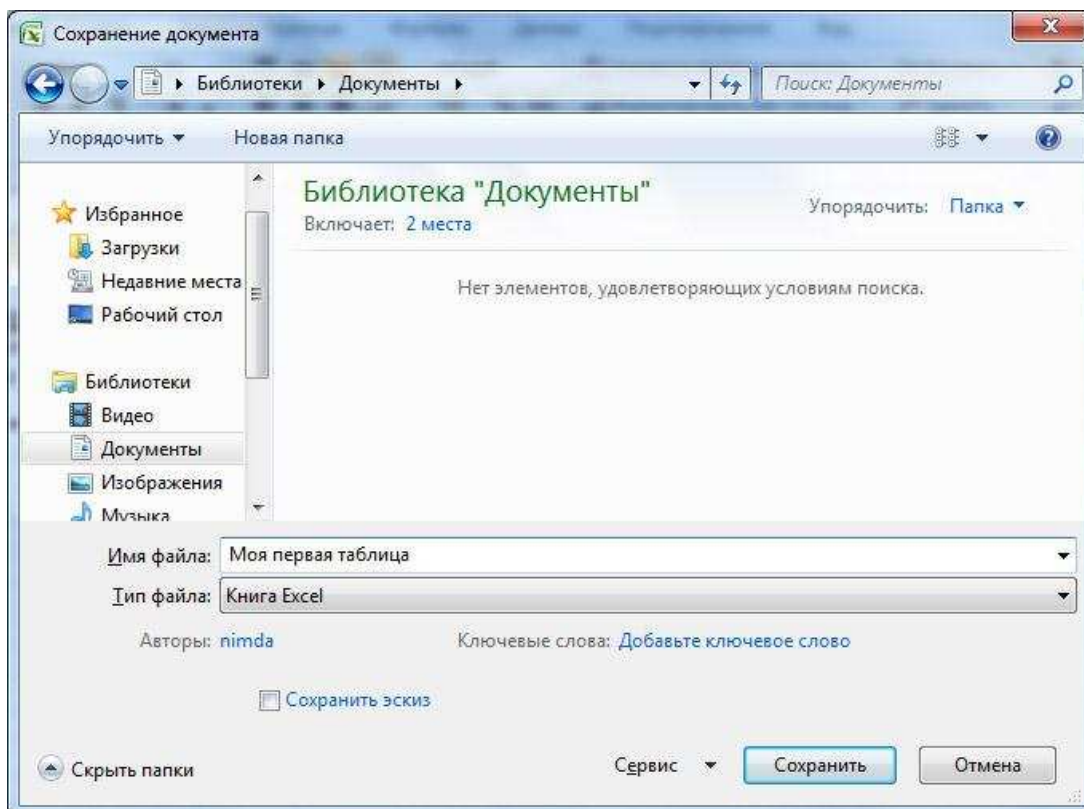 Сохранение документа
Библиотеки Документы
Поиск: Документы
Упорядочить Новая папка
Библиотека "Документы"
Включает: 2 места
Упорядочить: Папка
Нет элементов, удовлетворяющих условиям поиска.
Избранное
Загрузки
Недавние места
Рабочий стол
Библиотеки
Видео
Документы
Изображения
Музыка
Имя файла: Моя первая таблица
Тип файла: Книга Excel
Авторы: nimda Ключевые слова: Добавьте ключевое слово
Сохранить эскиз
Скрыть папки Сервис Сохранить Отмена